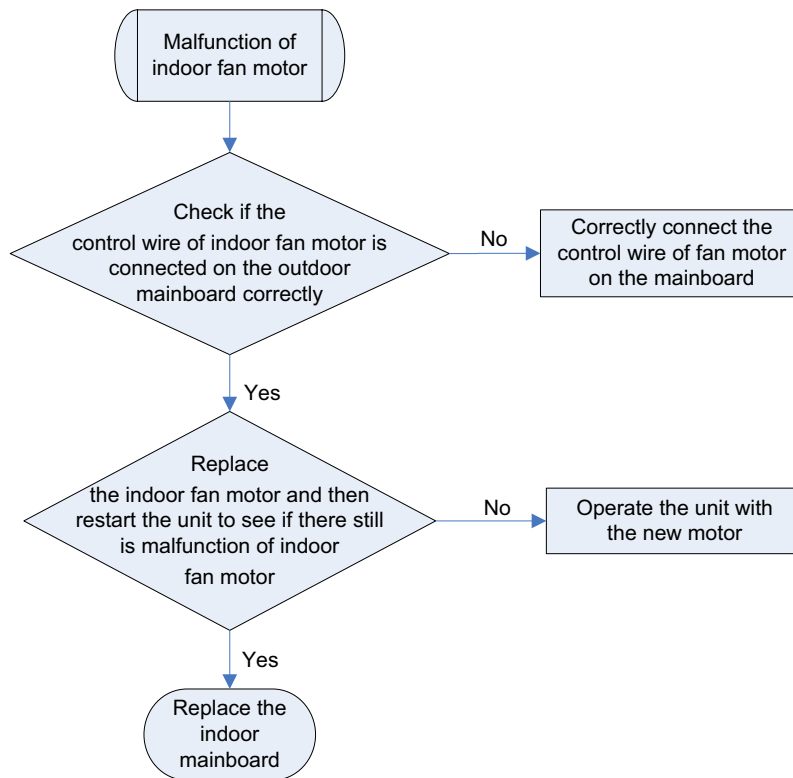 Malfunction of
indoor fan motor
Check if the
control wire of indoor fan motor is
connected on the outdoor
mainboard correctly
No
Correctly connect the
control wire of fan motor
on the mainboard
Yes
Replace
the indoor fan motor and then
restart the unit to see if there still
is malfunction of indoor
fan motor
No
Operate the unit with
the new motor
Yes
Replace the
indoor
mainboard